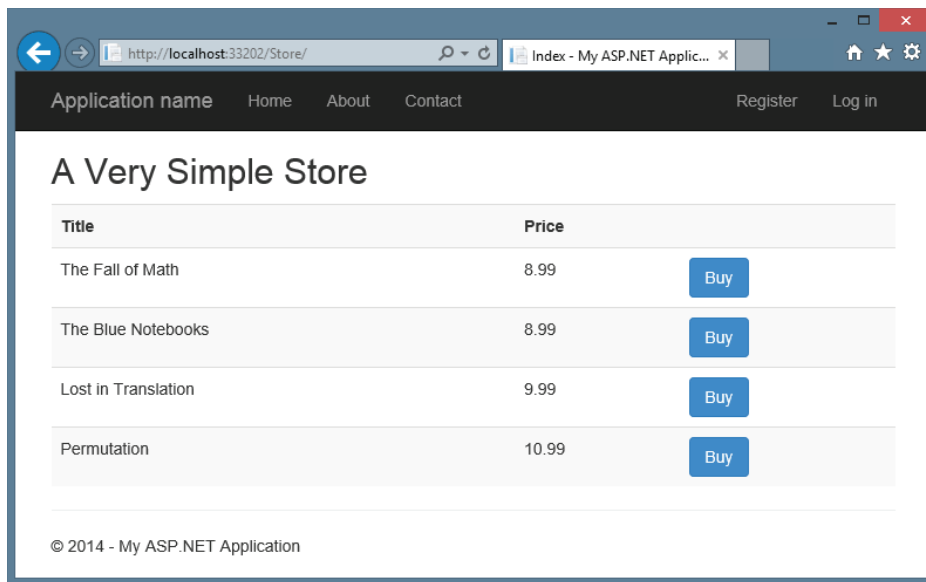 http://localhost:33202/Store/
Index - My ASP.NET Applic...
Application name Home About Contact Register Log in
A Very Simple Store
Title Price
The Fall of Math 8.99 Buy
The Blue Notebooks 8.99 Buy
Lost in Translation 9.99 Buy
Permutation 10.99 Buy
© 2014 - My ASP.NET Application